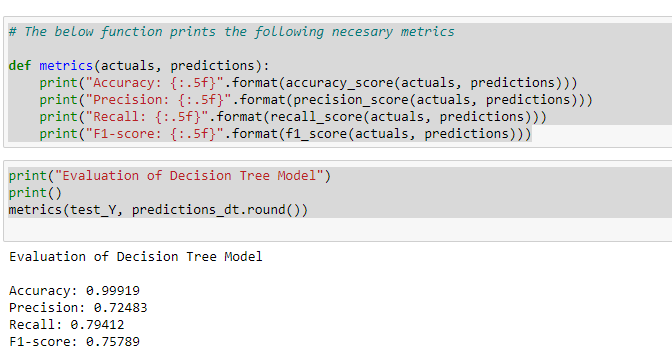 # The below function prints the following necesary metrics
def metrics(actuals, predictions):
    print("Accuracy: {:.5f}".format(accuracy_score(actuals, predictions)))
    print("Precision: {:.5f}".format(precision_score(actuals, predictions)))
    print("Recall: {:.5f}".format(recall_score(actuals, predictions)))
    print("F1-score: {:.5f}".format(f1_score(actuals, predictions)))
print("Evaluation of Decision Tree Model")
print()
metrics(test_Y, predictions_dt.round())
Evaluation of Decision Tree Model
Accuracy: 0.99919
Precision: 0.72483
Recall: 0.79412
F1-score: 0.75789